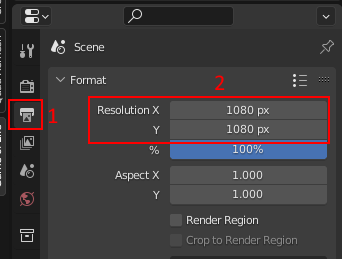 Scene
Format
2
1
Resolution X 1080 px
Y 1080 px
% 100%
Aspect X 1.000
Y 1.000
Render Region
Crop to Render Region